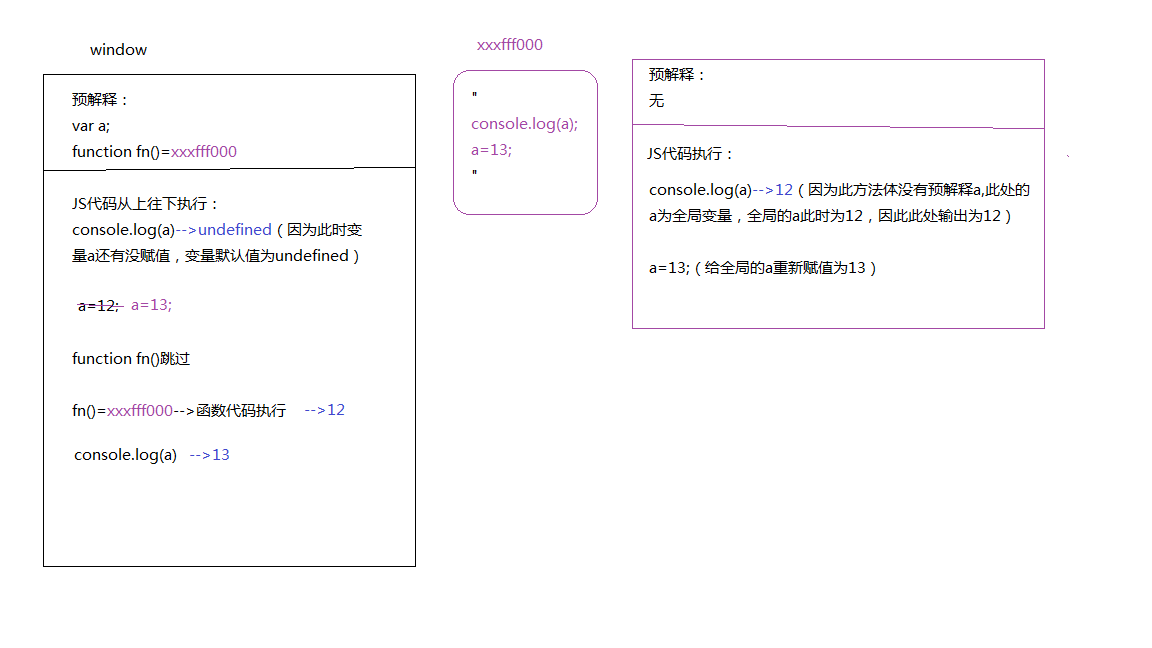 window
预解释：
var a;
function fn()=xxxfff000
JS代码从上往下执行：
console.log(a)-->undefined（因为此时变
量a还有没赋值，变量默认值为undefined）
a=12; a=13;
function fn()跳过
fn()=xxxfff000-->函数代码执行 -->12
console.log(a) -->13
xxxfff000
"
console.log(a);
a=13;
"
预解释：
无
JS代码执行：
console.log(a)-->12（因为此方法体没有预解释a,此处的
a为全局变量，全局的a此时为12，因此此处输出为12）
a=13;（给全局的a重新赋值为13）